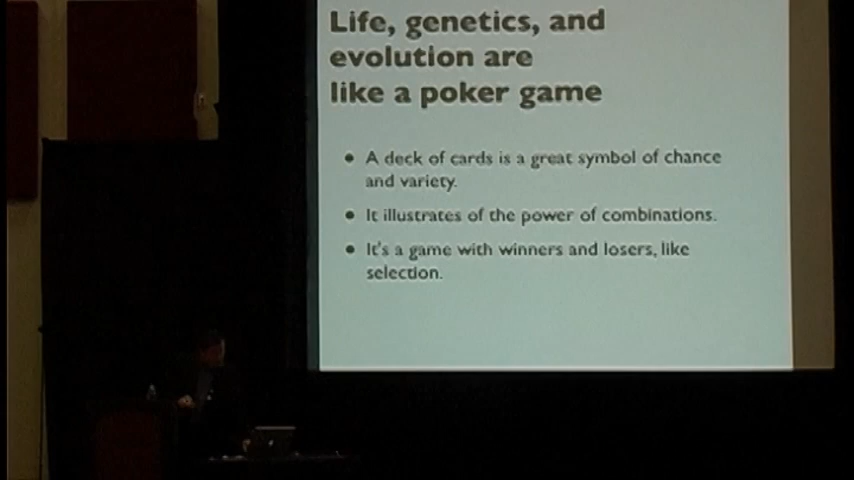 Life, genetics, and
evolution are
like a poker game
• A deck of cards is a great symbol of chance
and variety.
• It illustrates of the power of combinations.
• It's a game with winners and losers, like
selection.